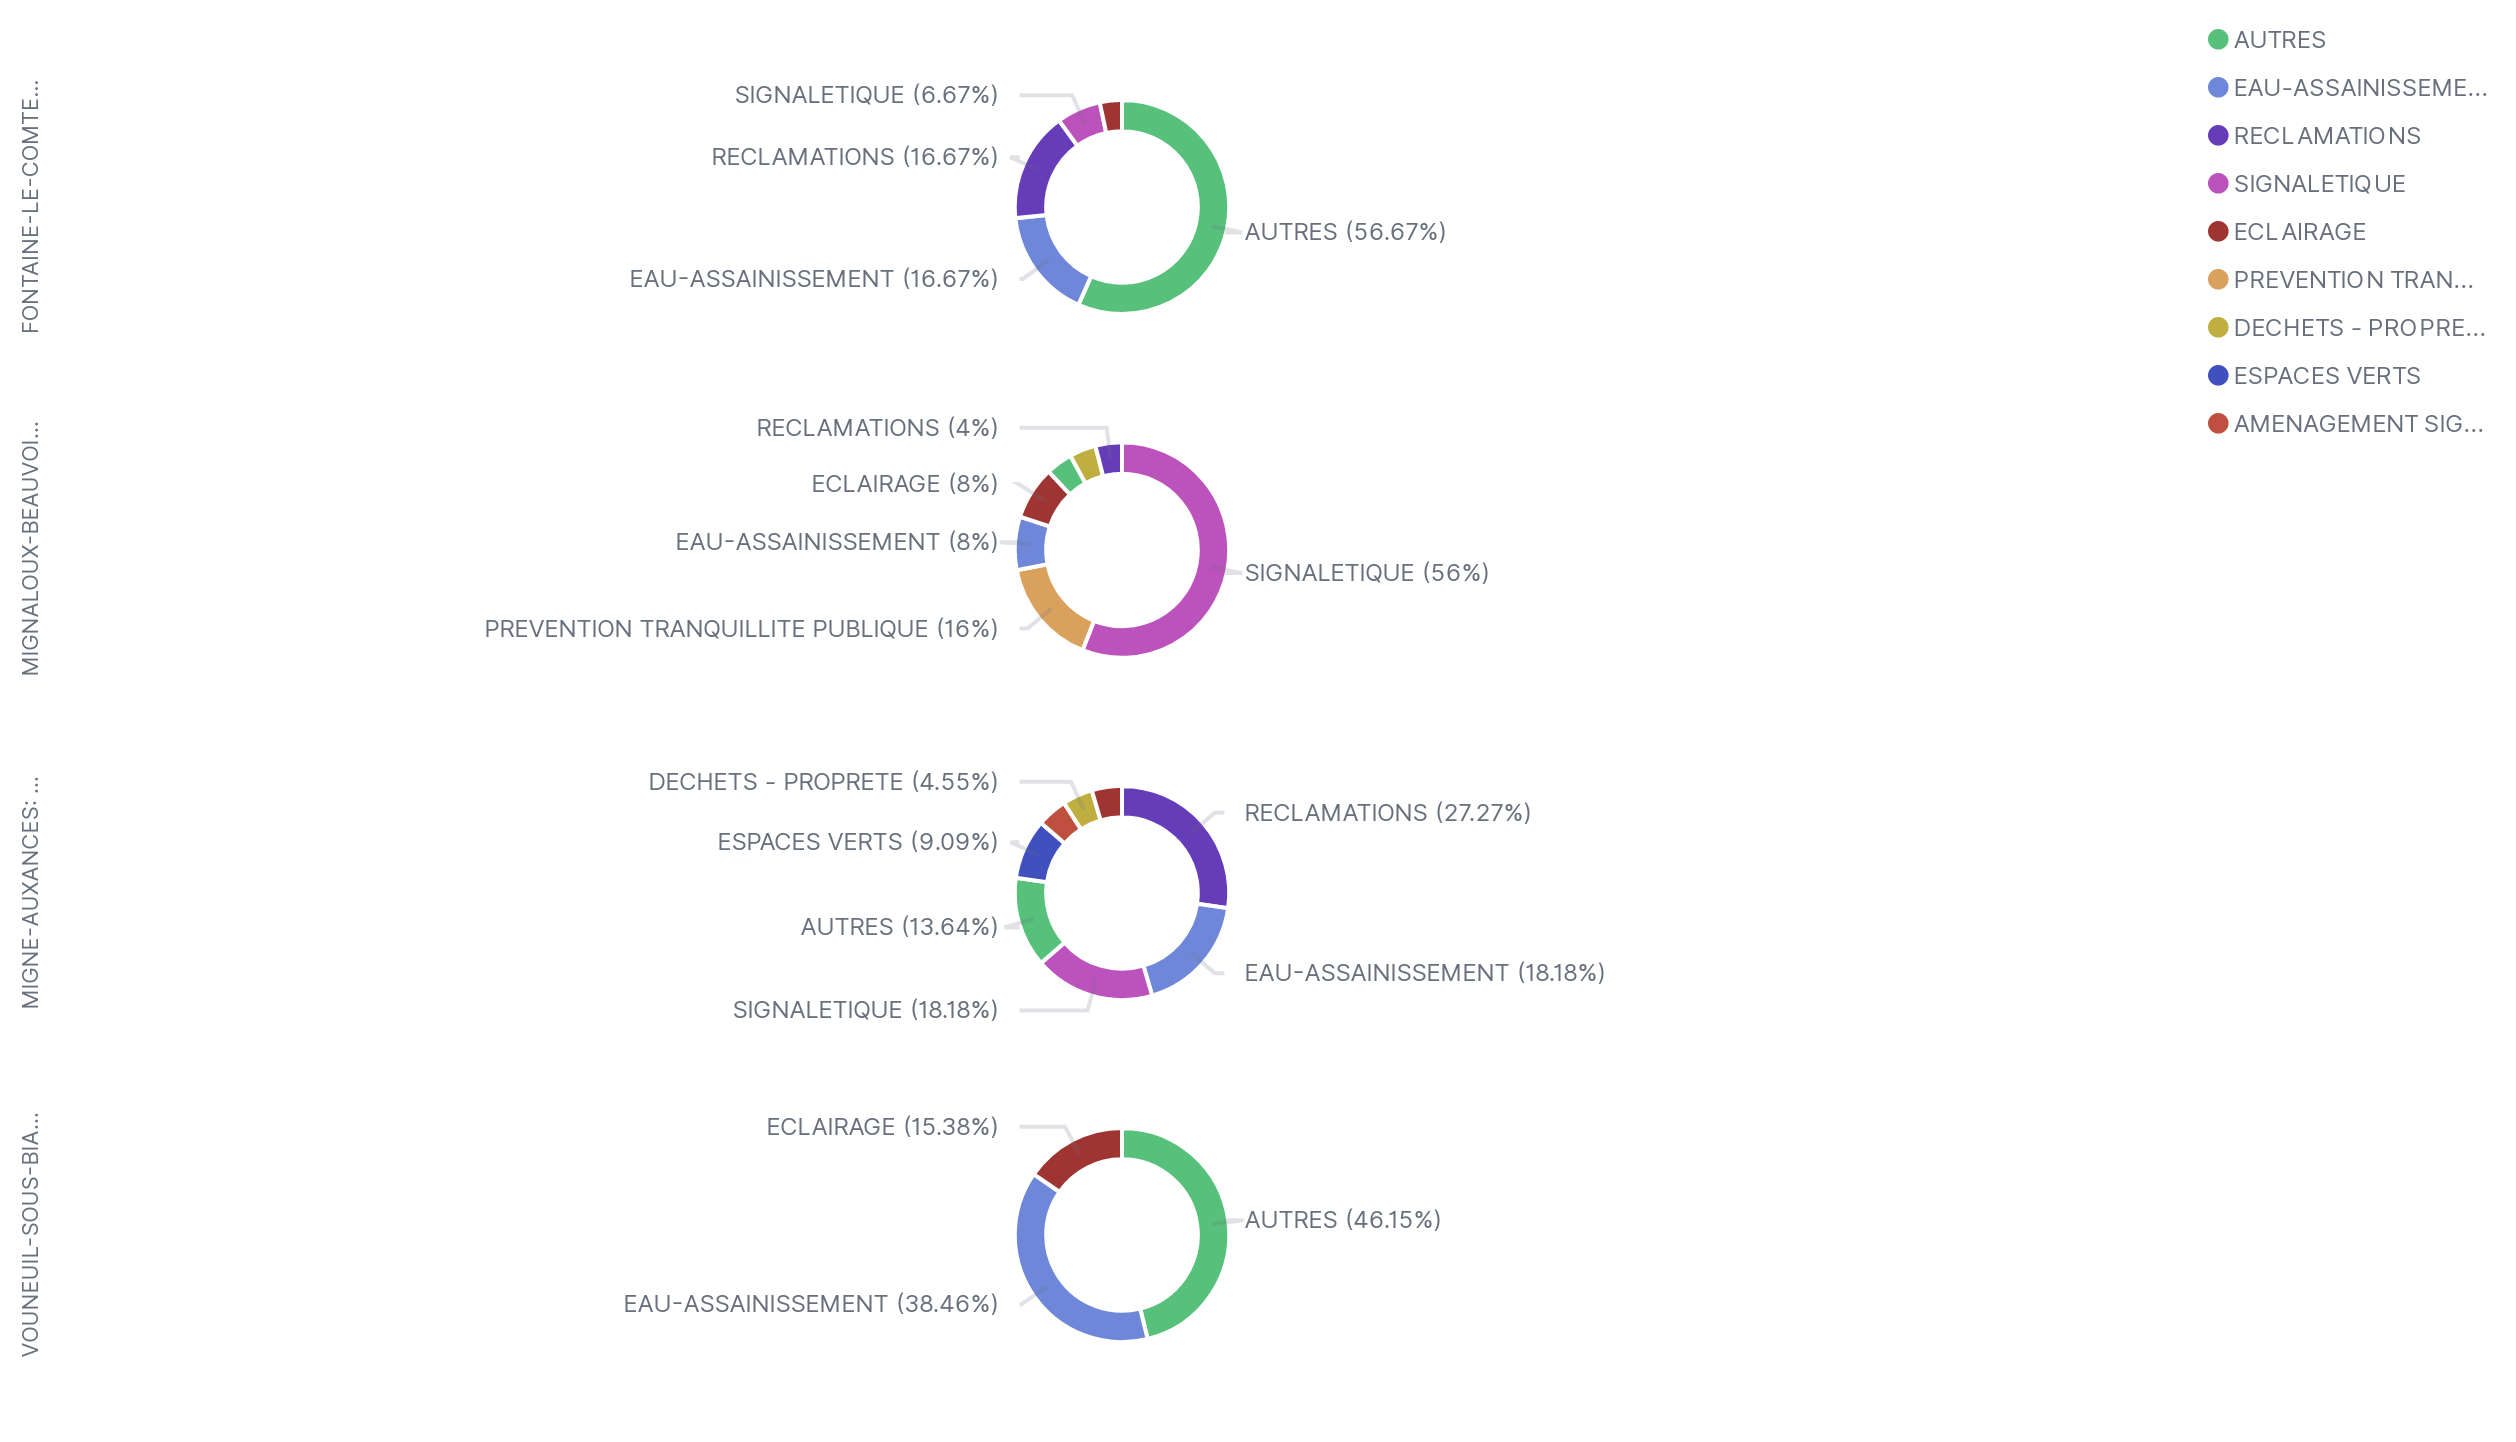 FONTAINE-LE-COMTE...
SIGNALETIQUE (6.67%)
RECLAMATIONS (16.67%)
EAU-ASSAINISSEMENT (16.67%)
AUTRES (56.67%)
MIGNALOUX-BEAUVOI...
RECLAMATIONS (4%)
ECLAIRAGE (8%)
EAU-ASSAINISSEMENT (8%)
PREVENTION TRANQUILLITE PUBLIQUE (16%)
SIGNALETIQUE (56%)
MIGNE-AUXANCES: ...
DECHETS - PROPRETE (4.55%)
ESPACES VERTS (9.09%)
AUTRES (13.64%)
SIGNALETIQUE (18.18%)
RECLAMATIONS (27.27%)
EAU-ASSAINISSEMENT (18.18%)
VOUNEUIL-SOUS-BIA...
ECLAIRAGE (15.38%)
EAU-ASSAINISSEMENT (38.46%)
AUTRES (46.15%)
AUTRES
EAU-ASSAINISSEME...
RECLAMATIONS
SIGNALETIQUE
ECLAIRAGE
PREVENTION TRAN...
DECHETS - PROPRE...
ESPACES VERTS
AMENAGEMENT SIG...